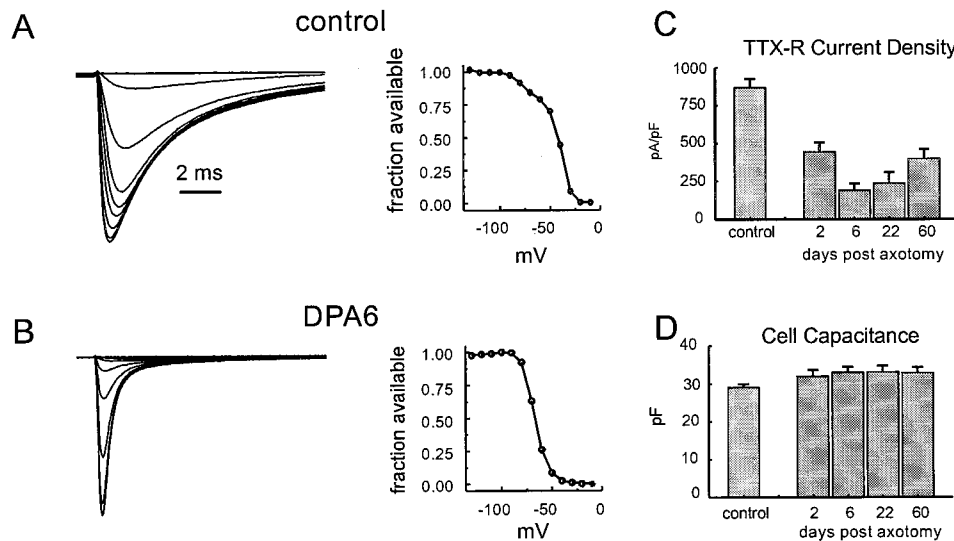 A
control
2 ms
fraction available
1.00
0.75
0.50
0.25
0.00
-100
-50
0
mV
B
DPA6
fraction available
1.00
0.75
0.50
0.25
0.00
-100
-50
0
mV
C
TTX-R Current Density
pA/pF
1000
750
500
250
0
control
2
6
22
60
days post axotomy
D
Cell Capacitance
pF
40
30
20
10
0
control
2
6
22
60
days post axotomy